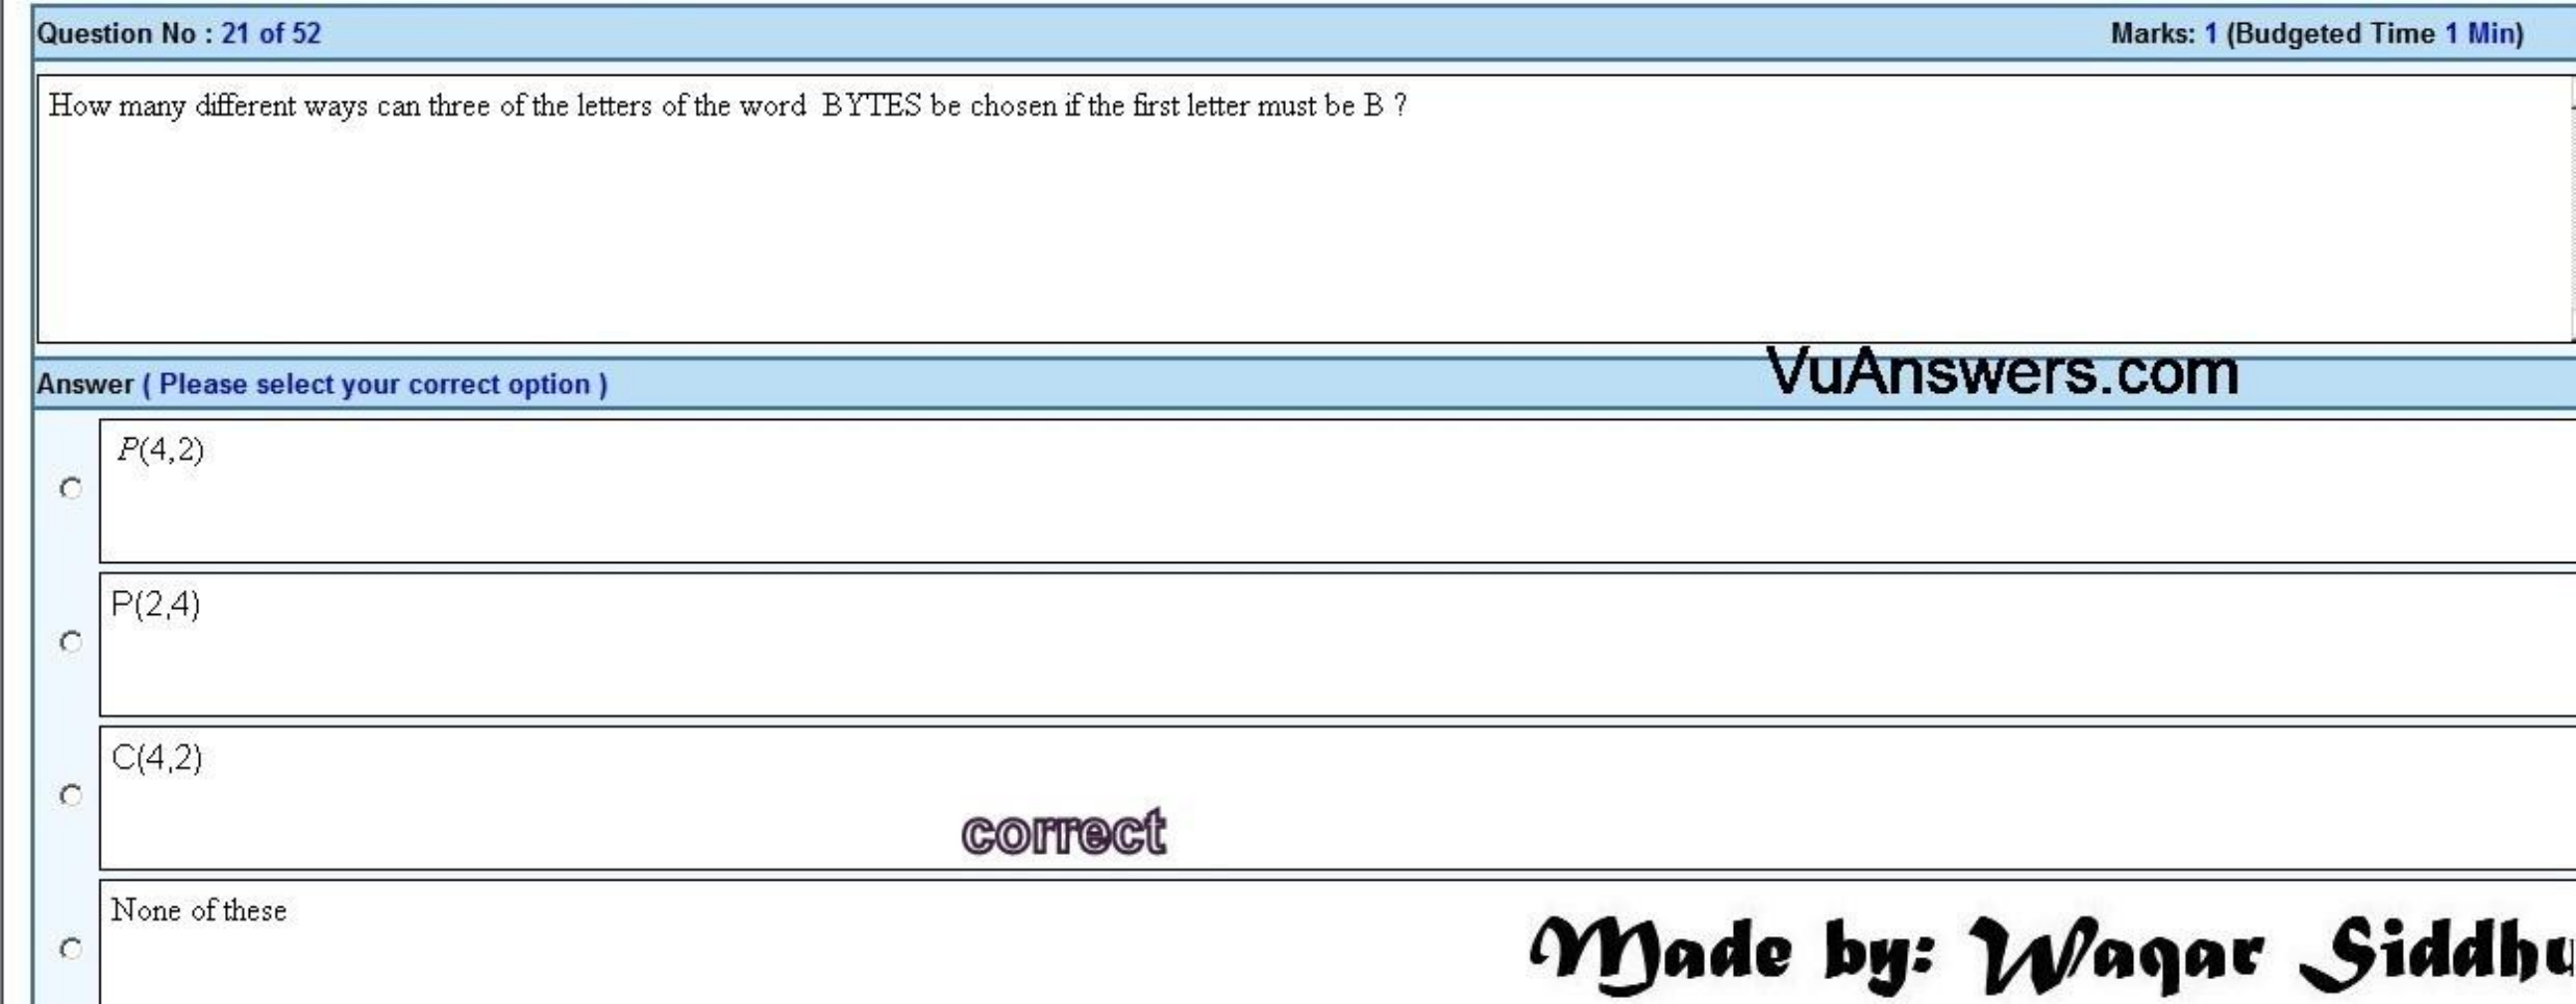 Question No : 21 of 52 Marks: 1 (Budgeted Time 1 Min)
How many different ways can three of the letters of the word BYTES be chosen if the first letter must be B ?
VuAnswers.com
Answer ( Please select your correct option )
P(4,2)
P(2,4)
C(4,2)
correct
None of these
Made by: Waqar Siddhu